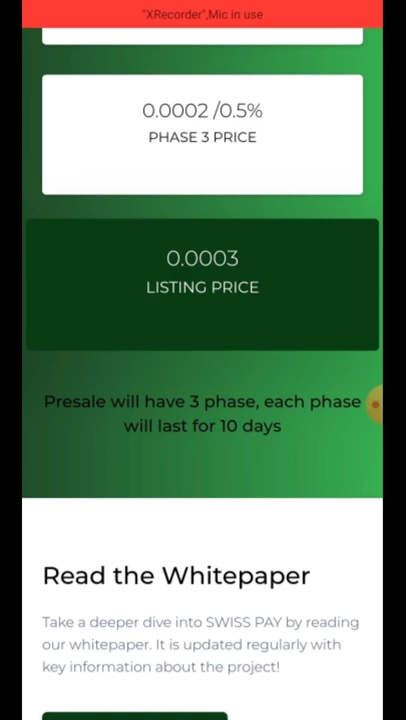 "XRecorder",Mic in use
0.0002 /0.5%
PHASE 3 PRICE
0.0003
LISTING PRICE
Presale will have 3 phase, each phase
will last for 10 days
Read the Whitepaper
Take a deeper dive into SWISS PAY by reading
our whitepaper. It is updated regularly with
key information about the project!